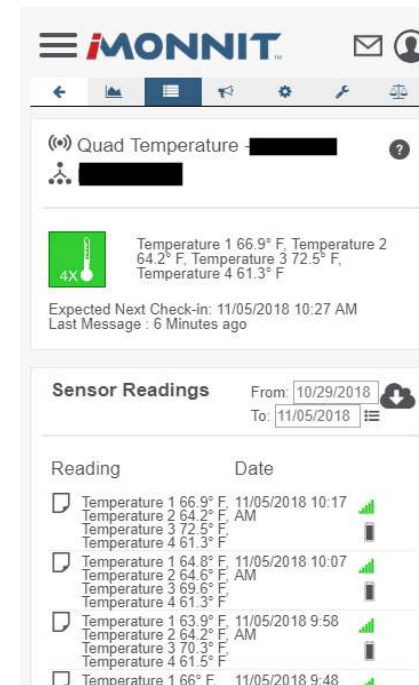 iMONNIT
Quad Temperature -
4X
Temperature 1 66.9° F, Temperature 2
64.2° F, Temperature 3 72.5° F,
Temperature 4 61.3° F
Expected Next Check-in: 11/05/2018 10:27 AM
Last Message : 6 Minutes ago
Sensor Readings
From: 10/29/2018
To: 11/05/2018
Reading Date
Temperature 1 66.9° F, 11/05/2018 10:17
Temperature 2 64.2° F, AM
Temperature 3 72.5° F
Temperature 4 61.3° F
Temperature 1 64.8° F, 11/05/2018 10:07
Temperature 2 64.6° F, AM
Temperature 3 69.6° F
Temperature 4 61.3° F
Temperature 1 63.9° F, 11/05/2018 9:58
Temperature 2 64.2° F, AM
Temperature 3 70.3° F
Temperature 4 61.5° F
Temperature 1 66° F, 11/05/2018 9:48